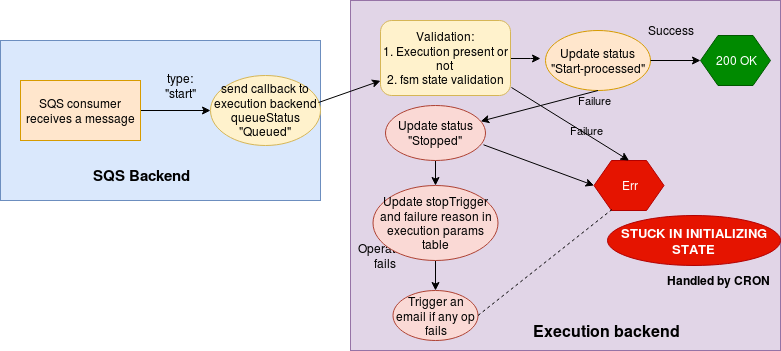 type:
"start"
SQS consumer
receives a message
send callback to
execution backend
queueStatus
"Queued"
SQS Backend
Validation:
1. Execution present or
not
2. fsm state validation
Update status
"Start-processed"
Success
200 OK
Failure
Failure
Update status
"Stopped"
Err
Update stopTrigger
and failure reason in
execution params
table
fails
STUCK IN INITIALIZING
STATE
Handled by CRON
Trigger an
email if any op
fails
Execution backend